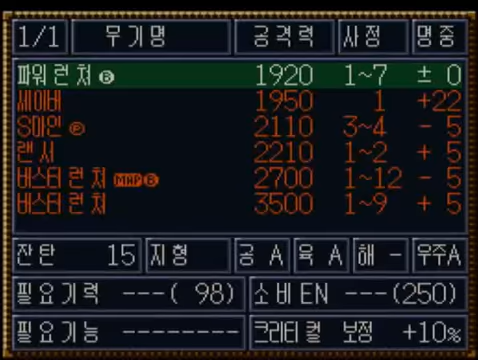 1/1 무기명 공격력 사정 명중
파워런처 Ⓑ 1920 1~7 ± 0
세이버 1950 1 +22
S마인 Ⓟ 2110 3~4 - 5
랜서 2210 1~2 + 5
버스터런처 MAP Ⓑ 2700 1~12 - 5
버스터런처 3500 1~9 + 5
잔탄 15 지형 공 A 육 A 해 - 우주A
필요기력 ---( 98) 소비EN ---(250)
필요기능 -------- 크리티컬 보정 +10%